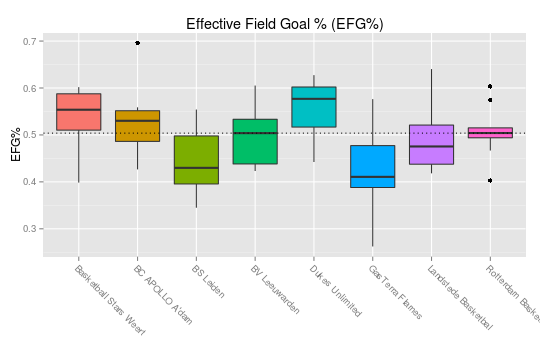 Effective Field Goal % (EFG%)
EFG%
0.7
0.6
0.5
0.4
0.3
Basketball Stars Weert
BC APOLLO A'dam
BS Leiden
BV Leeuwarden
Dukes Unlimited
GasTerra Flames
Landstede Basketbal
Rotterdam Baske